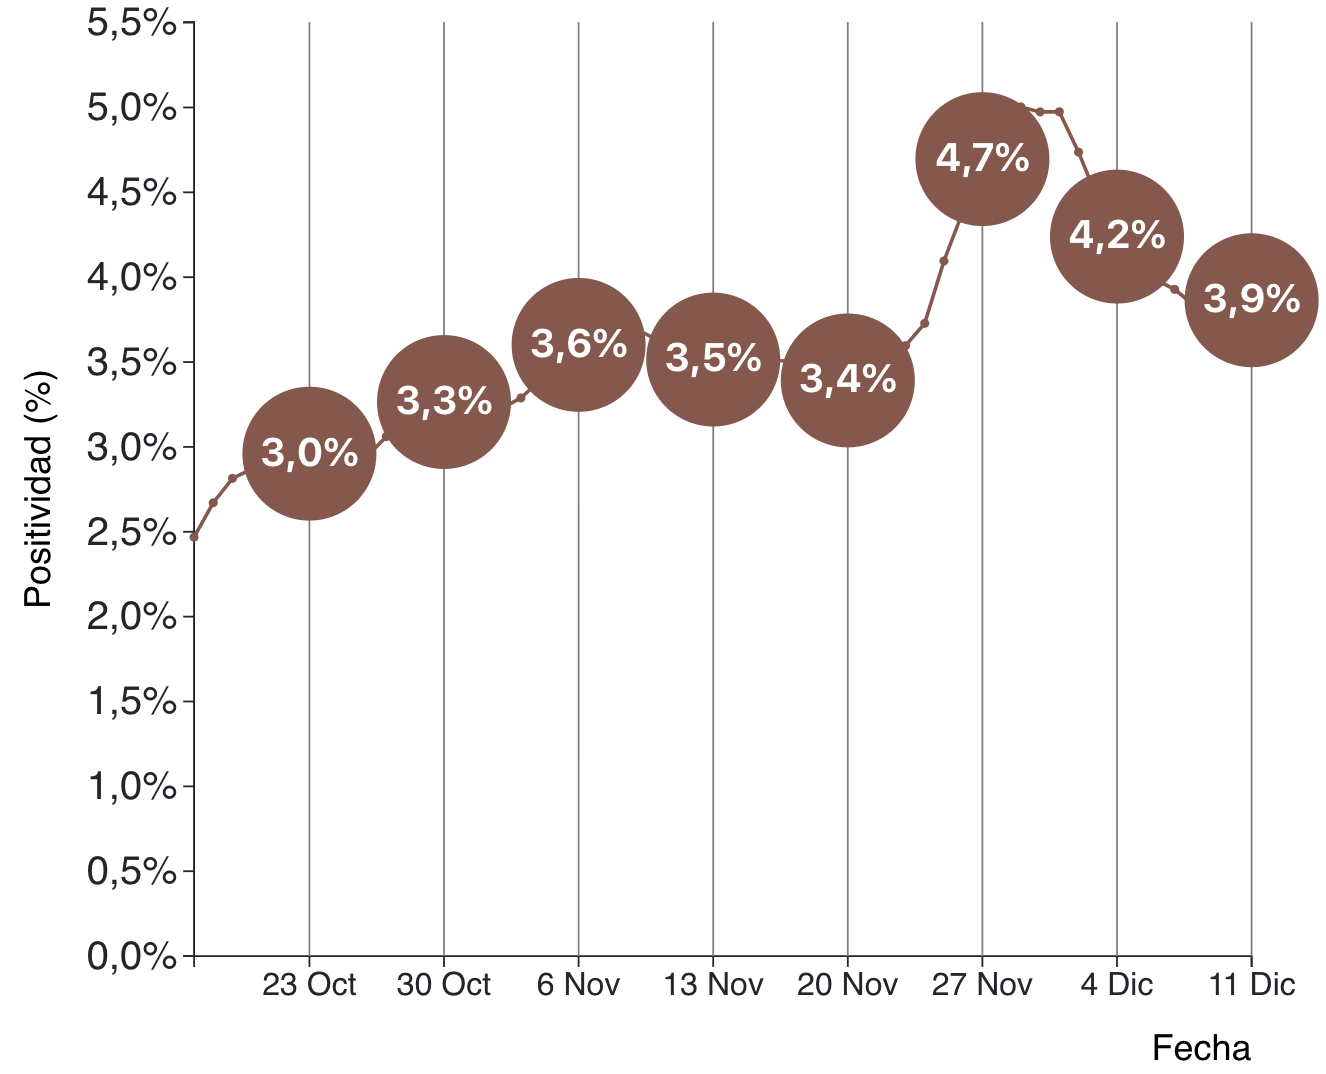 5,5%
5,0%
4,5%
4,0%
3,5%
3,0%
2,5%
2,0%
1,5%
1,0%
0,5%
0,0%
Positividad (%)
3,0%
3,3%
3,6%
3,5%
3,4%
4,7%
4,2%
3,9%
23 Oct
30 Oct
6 Nov
13 Nov
20 Nov
27 Nov
4 Dic
11 Dic
Fecha